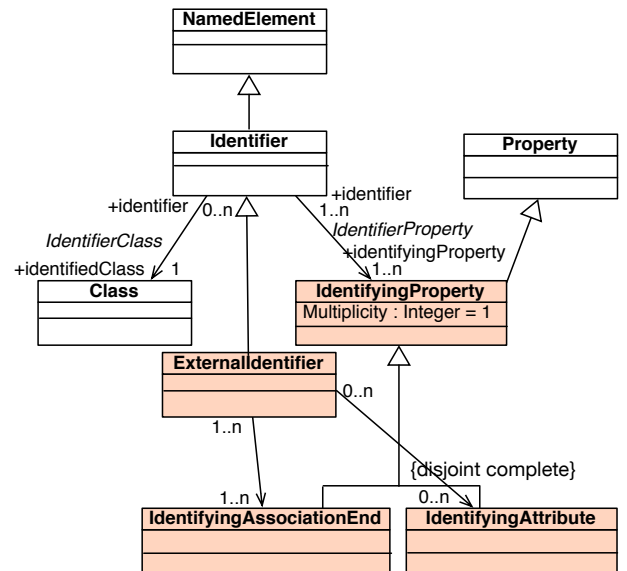 NamedElement
Identifier
Property
+identifier
0..n
+identifier
1..n
IdentifierClass
IdentifierProperty
+identifyingProperty
+identifiedClass
1
1..n
Class
IdentifyingProperty
Multiplicity : Integer = 1
ExternalIdentifier
0..n
1..n
{disjoint complete}
1..n
0..n
IdentifyingAssociationEnd
IdentifyingAttribute